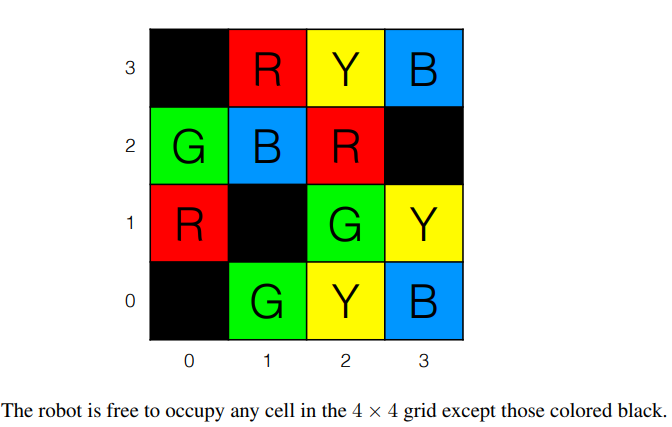 3 R Y B
2 G B R
1 R G Y
0 G Y B
0 1 2 3
The robot is free to occupy any cell in the 4 × 4 grid except those colored black.